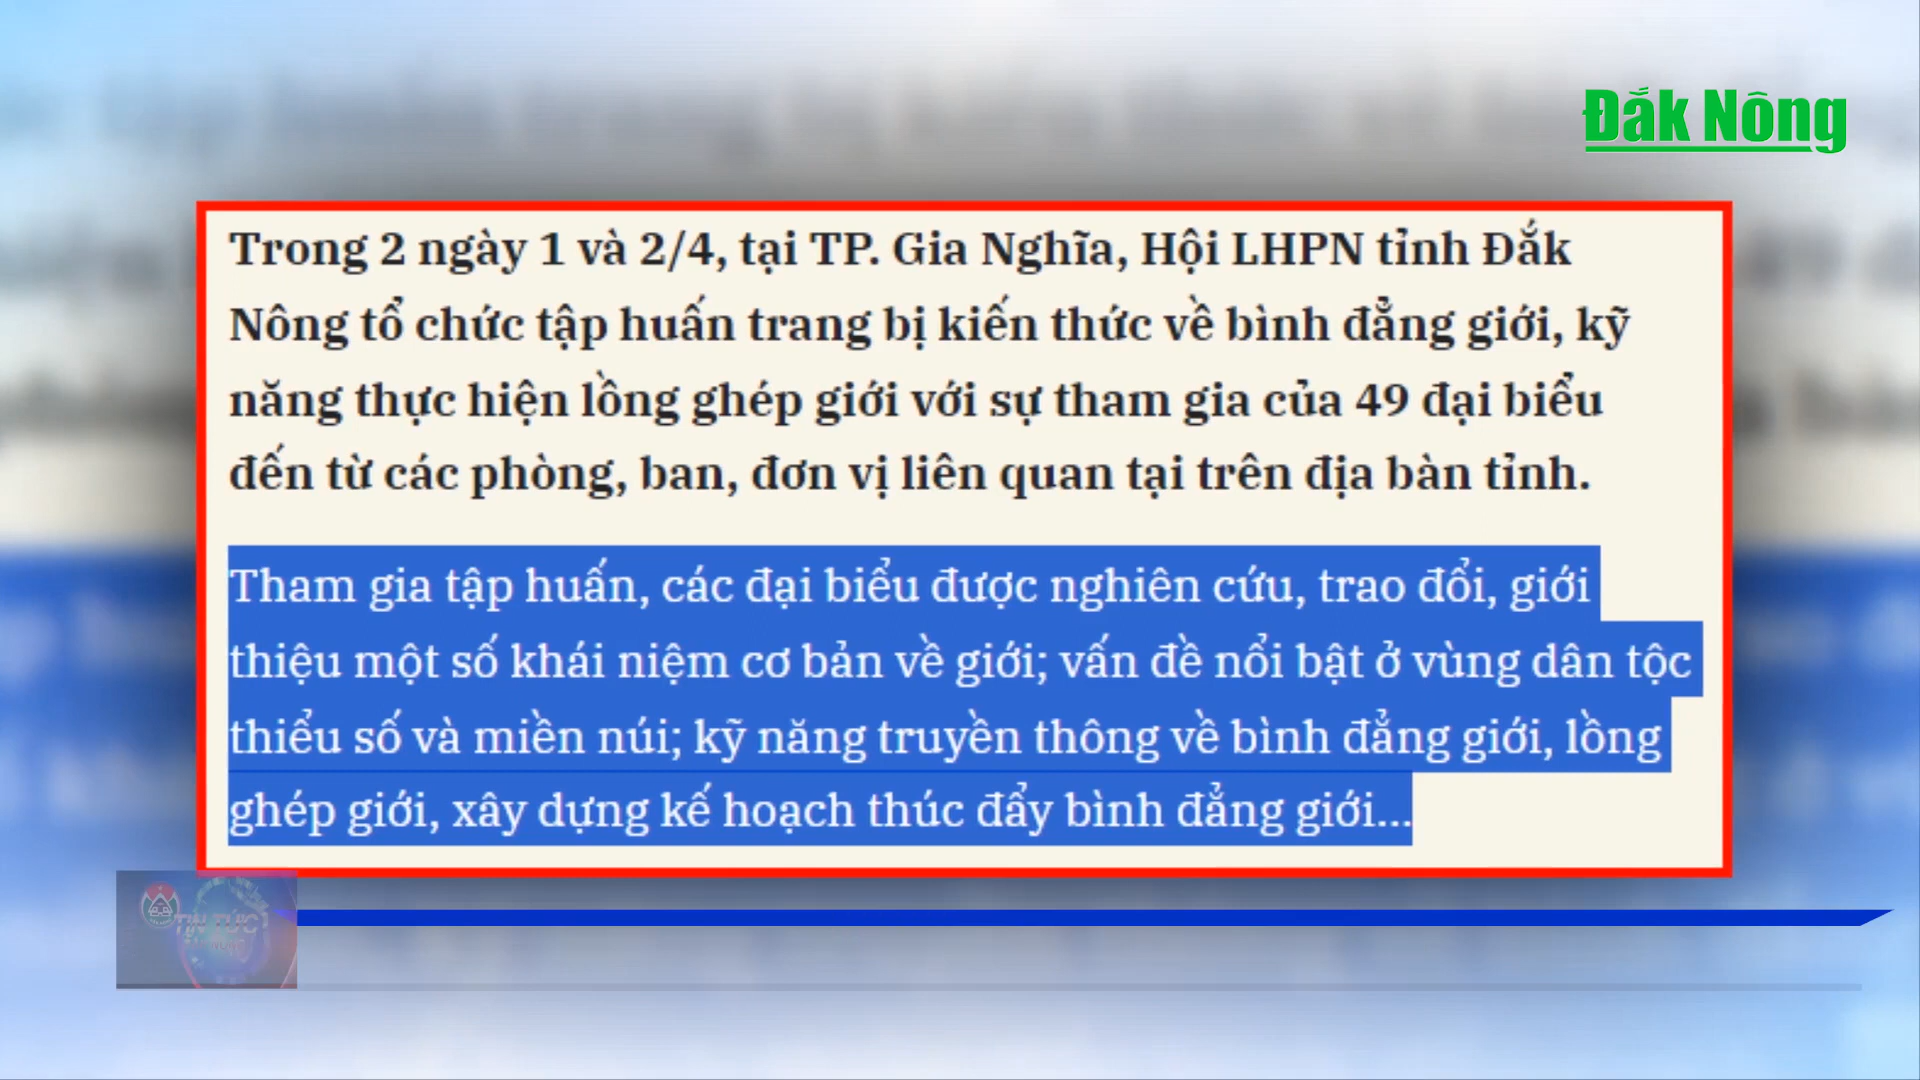 Đắk Nông
Trong 2 ngày 1 và 2/4, tại TP. Gia Nghĩa, Hội LHPN tỉnh Đắk
Nông tổ chức tập huấn trang bị kiến thức về bình đẳng giới, kỹ
năng thực hiện lồng ghép giới với sự tham gia của 49 đại biểu
đến từ các phòng, ban, đơn vị liên quan tại trên địa bàn tỉnh.
Tham gia tập huấn, các đại biểu được nghiên cứu, trao đổi, giới
thiệu một số khái niệm cơ bản về giới; vấn đề nổi bật ở vùng dân tộc
thiểu số và miền núi; kỹ năng truyền thông về bình đẳng giới, lồng
ghép giới, xây dựng kế hoạch thúc đẩy bình đẳng giới...
TIN TỨC